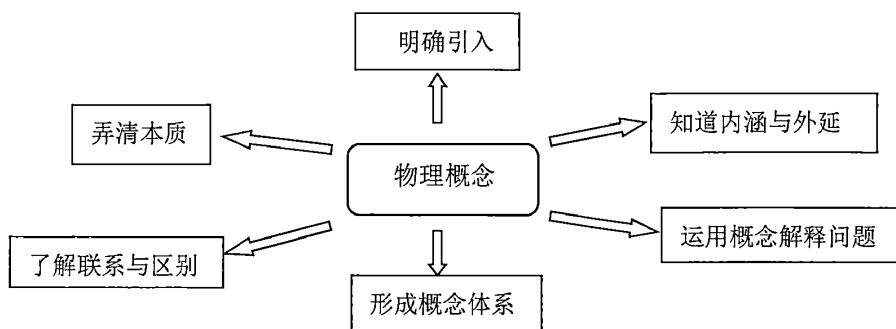 明确引入
弄清本质
知道内涵与外延
物理概念
了解联系与区别
运用概念解释问题
形成概念体系